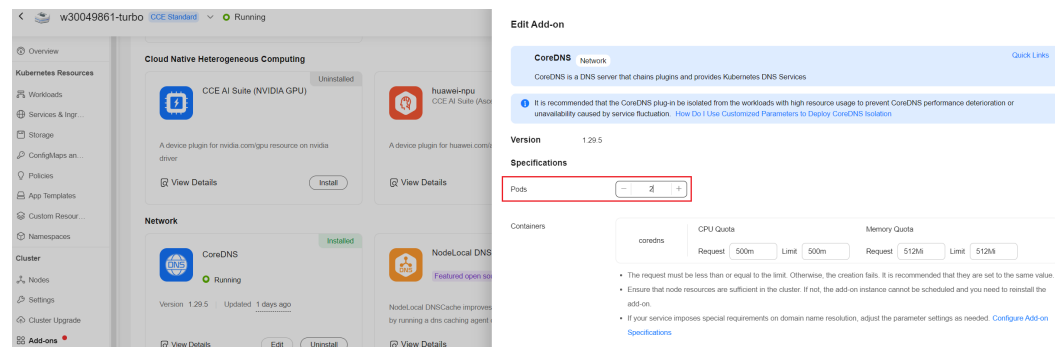 w30049861-turbo CCE Standard Running
Overview
Kubernetes Resources
Workloads
Services & Ingr...
Storage
ConfigMaps an...
Policies
App Templates
Custom Resour...
Namespaces
Cluster
Nodes
Settings
Cluster Upgrade
Add-ons
Cloud Native Heterogeneous Computing
Uninstalled
CCE AI Suite (NVIDIA GPU)
A device plugin for nvidia.com/gpu resource on nvidia
driver
View Details Install
huawei-npu
CCE AI Suite (Asc
A device plugin for huawei.com/
View Details
Network
Installed
CoreDNS
DNS
Running
Version 1.29.5 Updated 1 days ago
View Details Edit Uninstall
NodeLocal DNS
DNS
Featured open so
NodeLocal DNSCache improves
by running a dns caching agent
View Details
Edit Add-on
CoreDNS Network Quick Links
CoreDNS is a DNS server that chains plugins and provides Kubernetes DNS Services
It is recommended that the CoreDNS plug-in be isolated from the workloads with high resource usage to prevent CoreDNS performance deterioration or
unavailability caused by service fluctuation. How Do I Use Customized Parameters to Deploy CoreDNS Isolation
Version 1.29.5
Specifications
Pods − 2 +
Containers
coredns
CPU Quota Memory Quota
Request 500m Limit 500m Request 512Mi Limit 512Mi
• The request must be less than or equal to the limit. Otherwise, the creation fails. It is recommended that they are set to the same value.
• Ensure that node resources are sufficient in the cluster. If not, the add-on instance cannot be scheduled and you need to reinstall the
add-on.
• If your service imposes special requirements on domain name resolution, adjust the parameter settings as needed. Configure Add-on
Specifications